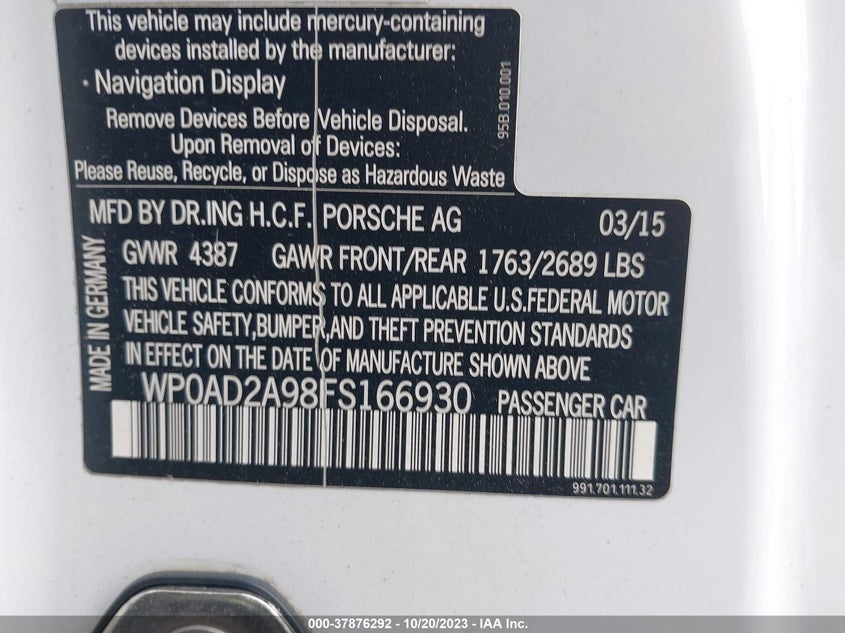 This vehicle may include mercury-containing
devices installed by the manufacturer:
· Navigation Display
Remove Devices Before Vehicle Disposal.
Upon Removal of Devices:
Please Reuse, Recycle, or Dispose as Hazardous Waste
95B.010.001
MFD BY DR.ING H.C.F. PORSCHE AG 03/15
MADE IN GERMANY
GVWR 4387 GAWR FRONT/REAR 1763/2689 LBS
THIS VEHICLE CONFORMS TO ALL APPLICABLE U.S.FEDERAL MOTOR
VEHICLE SAFETY,BUMPER,AND THEFT PREVENTION STANDARDS
IN EFFECT ON THE DATE OF MANUFACTURE SHOWN ABOVE
WP0AD2A98FS166930 PASSENGER CAR
991.701.111.32
000-37876292 - 10/20/2023 - IAA Inc.